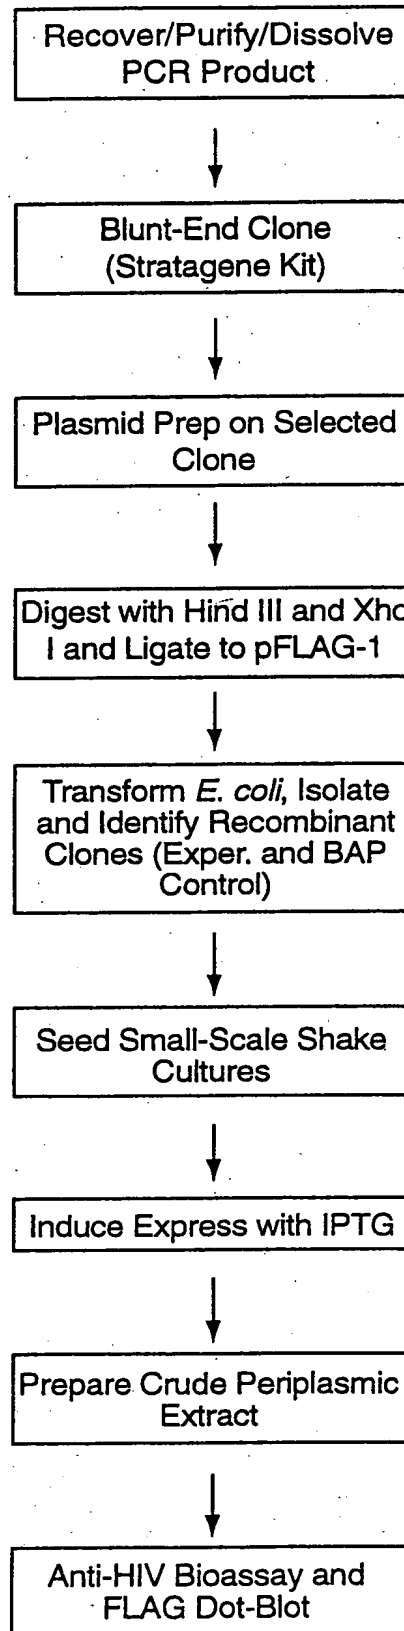 Recover/Purify/Dissolve
PCR Product
Blunt-End Clone
(Stratagene Kit)
Plasmid Prep on Selected
Clone
Digest with Hind III and Xho
I and Ligate to pFLAG-1
Transform E. coli, Isolate
and Identify Recombinant
Clones (Exper. and BAP
Control)
Seed Small-Scale Shake
Cultures
Induce Express with IPTG
Prepare Crude Periplasmic
Extract
Anti-HIV Bioassay and
FLAG Dot-Blot